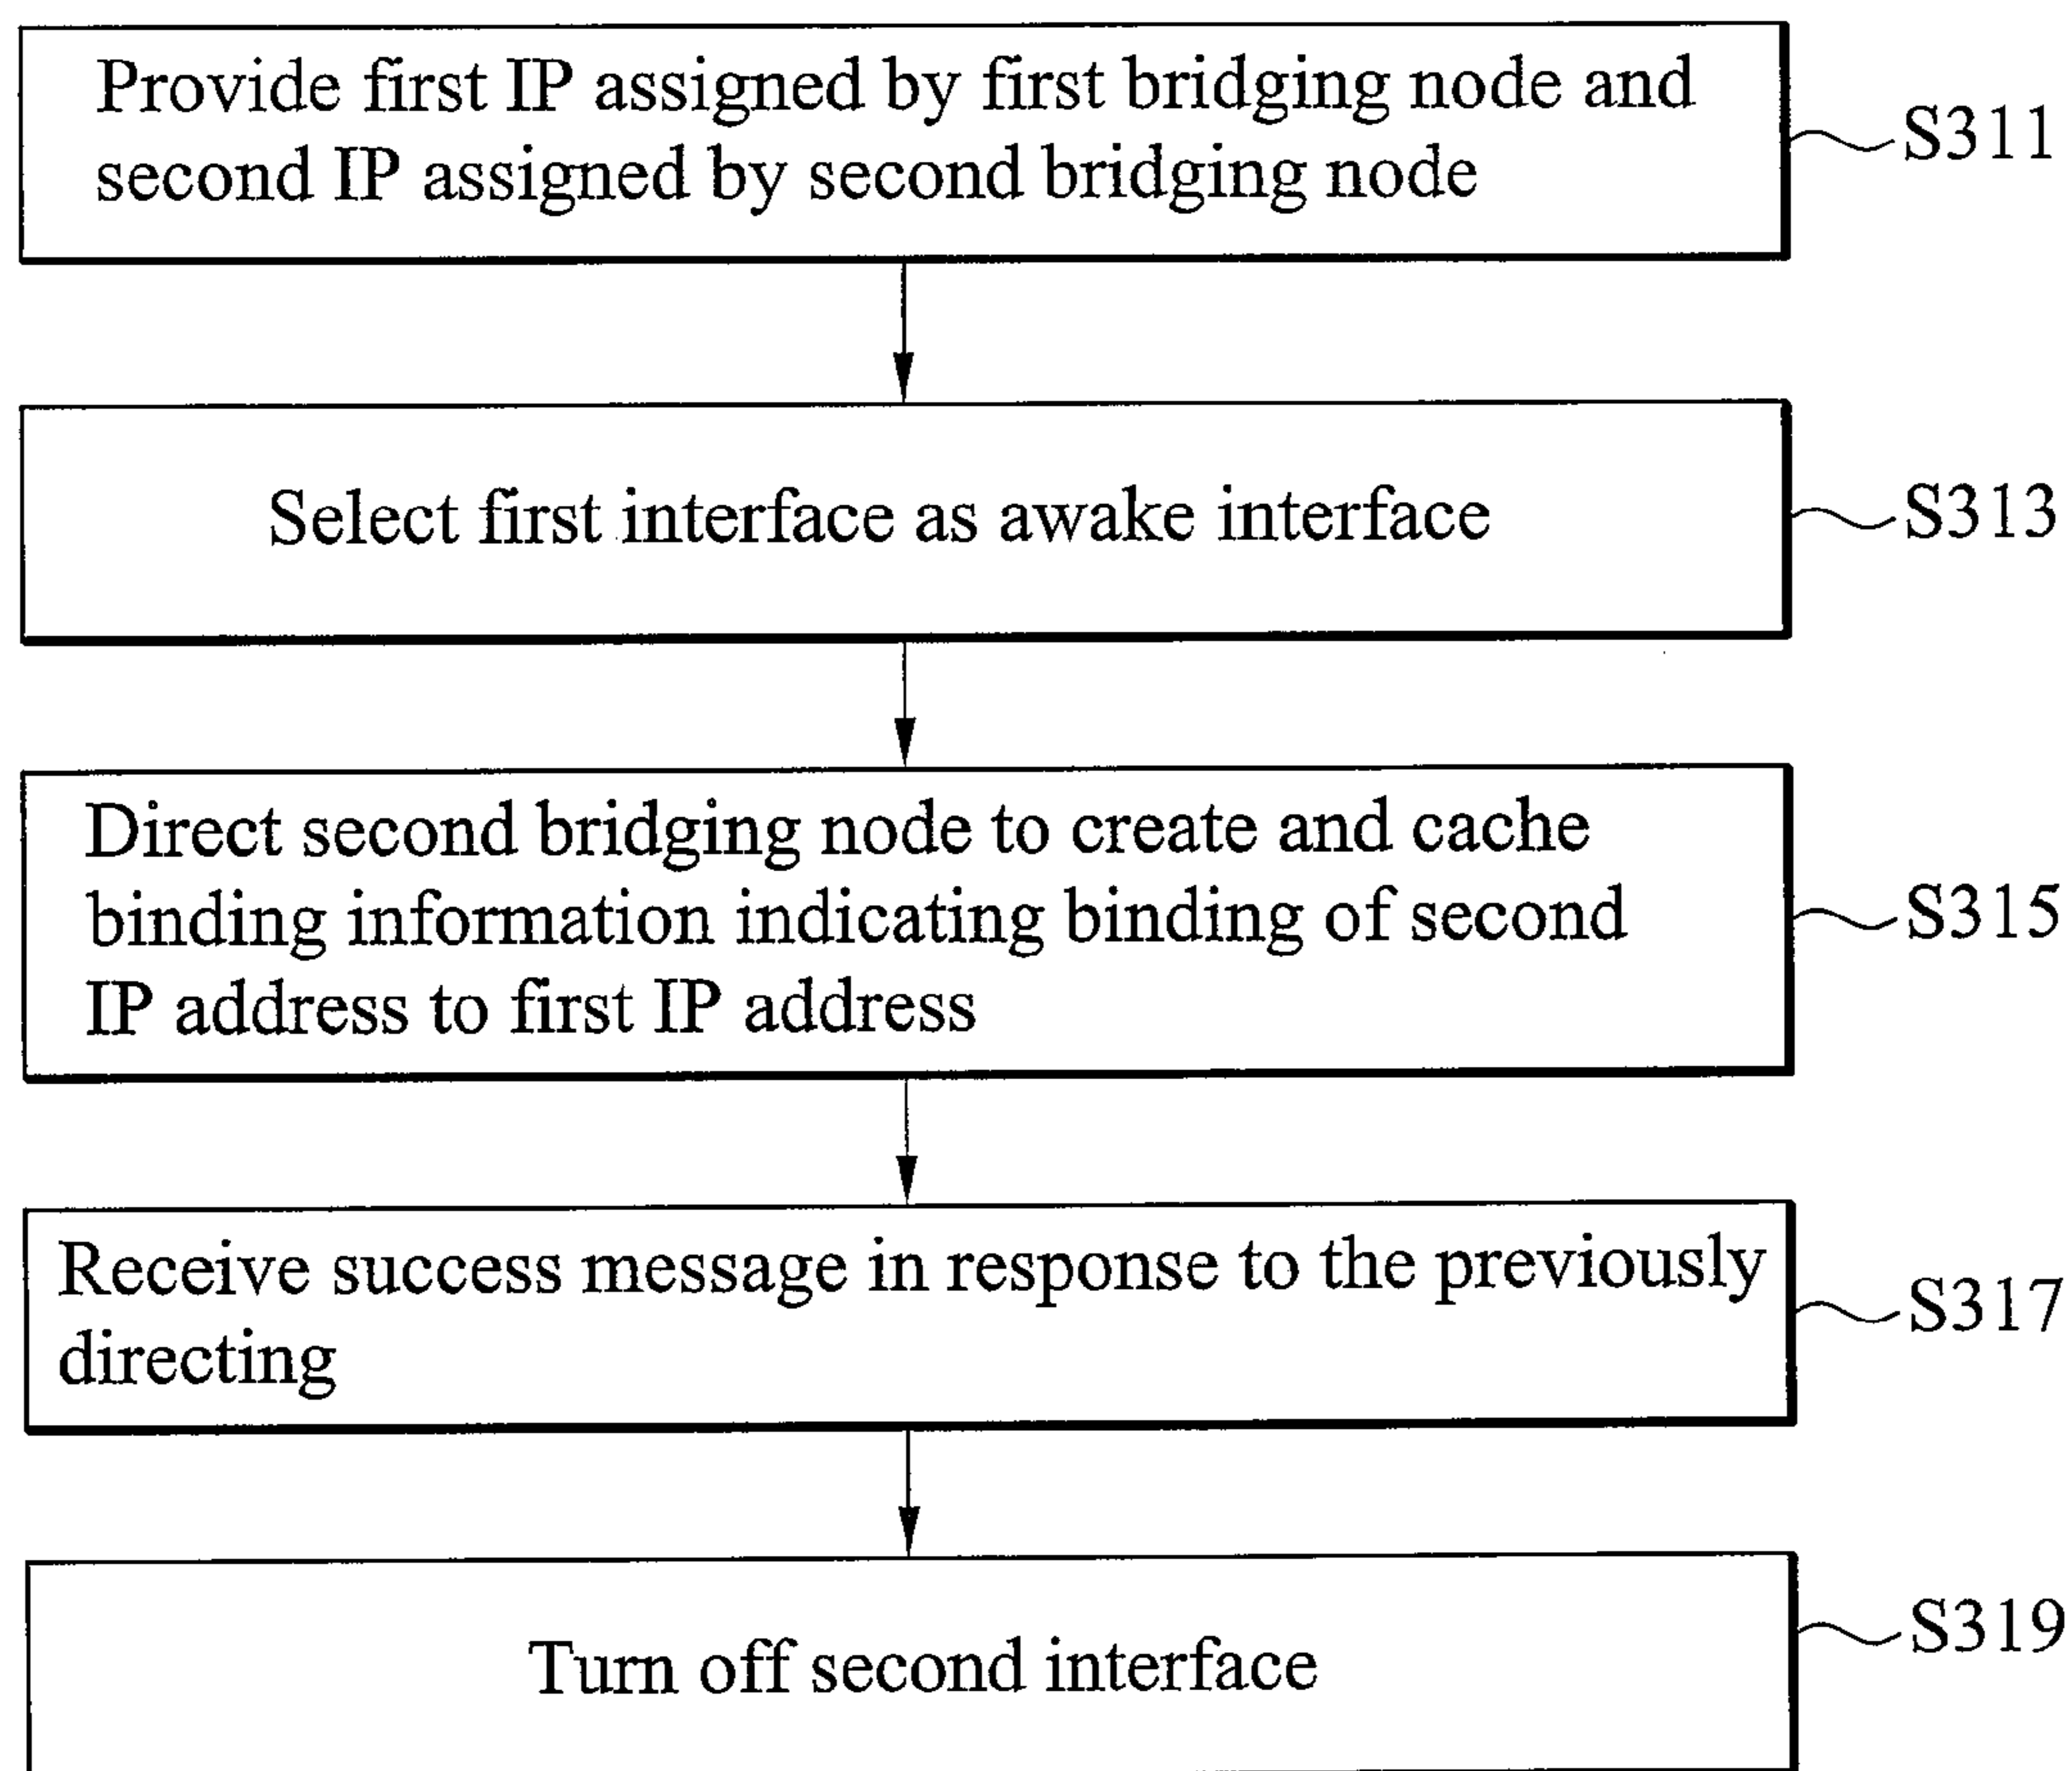 Provide first IP assigned by first bridging node and
second IP assigned by second bridging node
S311
Select first interface as awake interface
S313
Direct second bridging node to create and cache
binding information indicating binding of second
IP address to first IP address
S315
Receive success message in response to the previously
directing
S317
Turn off second interface
S319